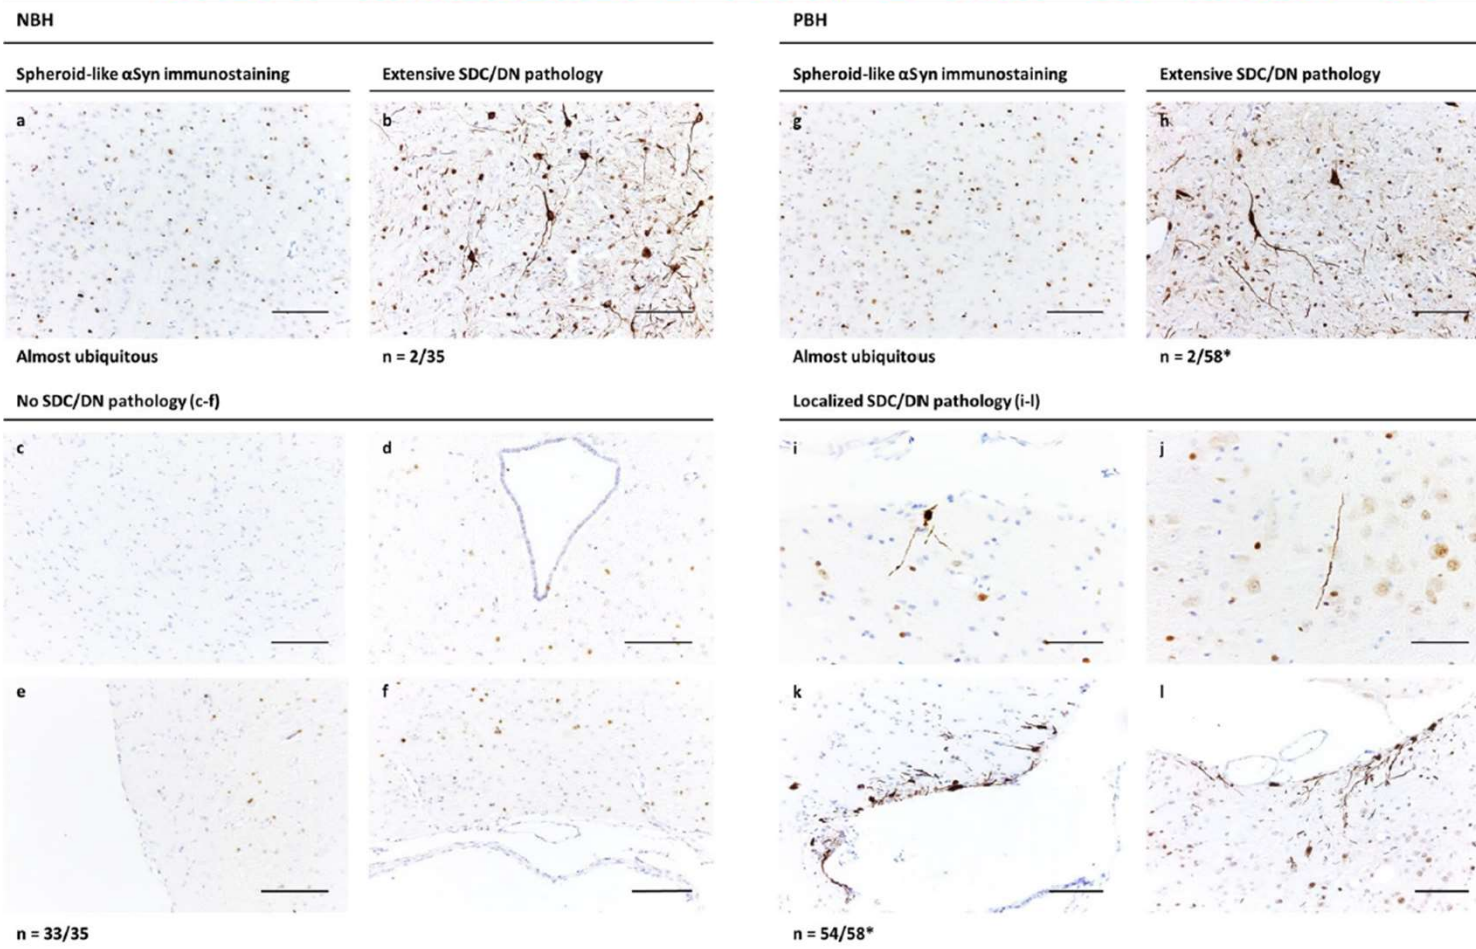 NBH
PBH
Spheroid-like αSyn immunostaining
Extensive SDC/DN pathology
Spheroid-like αSyn immunostaining
Extensive SDC/DN pathology
a
b
g
h
Almost ubiquitous
n = 2/35
Almost ubiquitous
n = 2/58*
No SDC/DN pathology (c-f)
Localized SDC/DN pathology (i-l)
c
d
i
j
e
f
k
l
n = 33/35
n = 54/58*